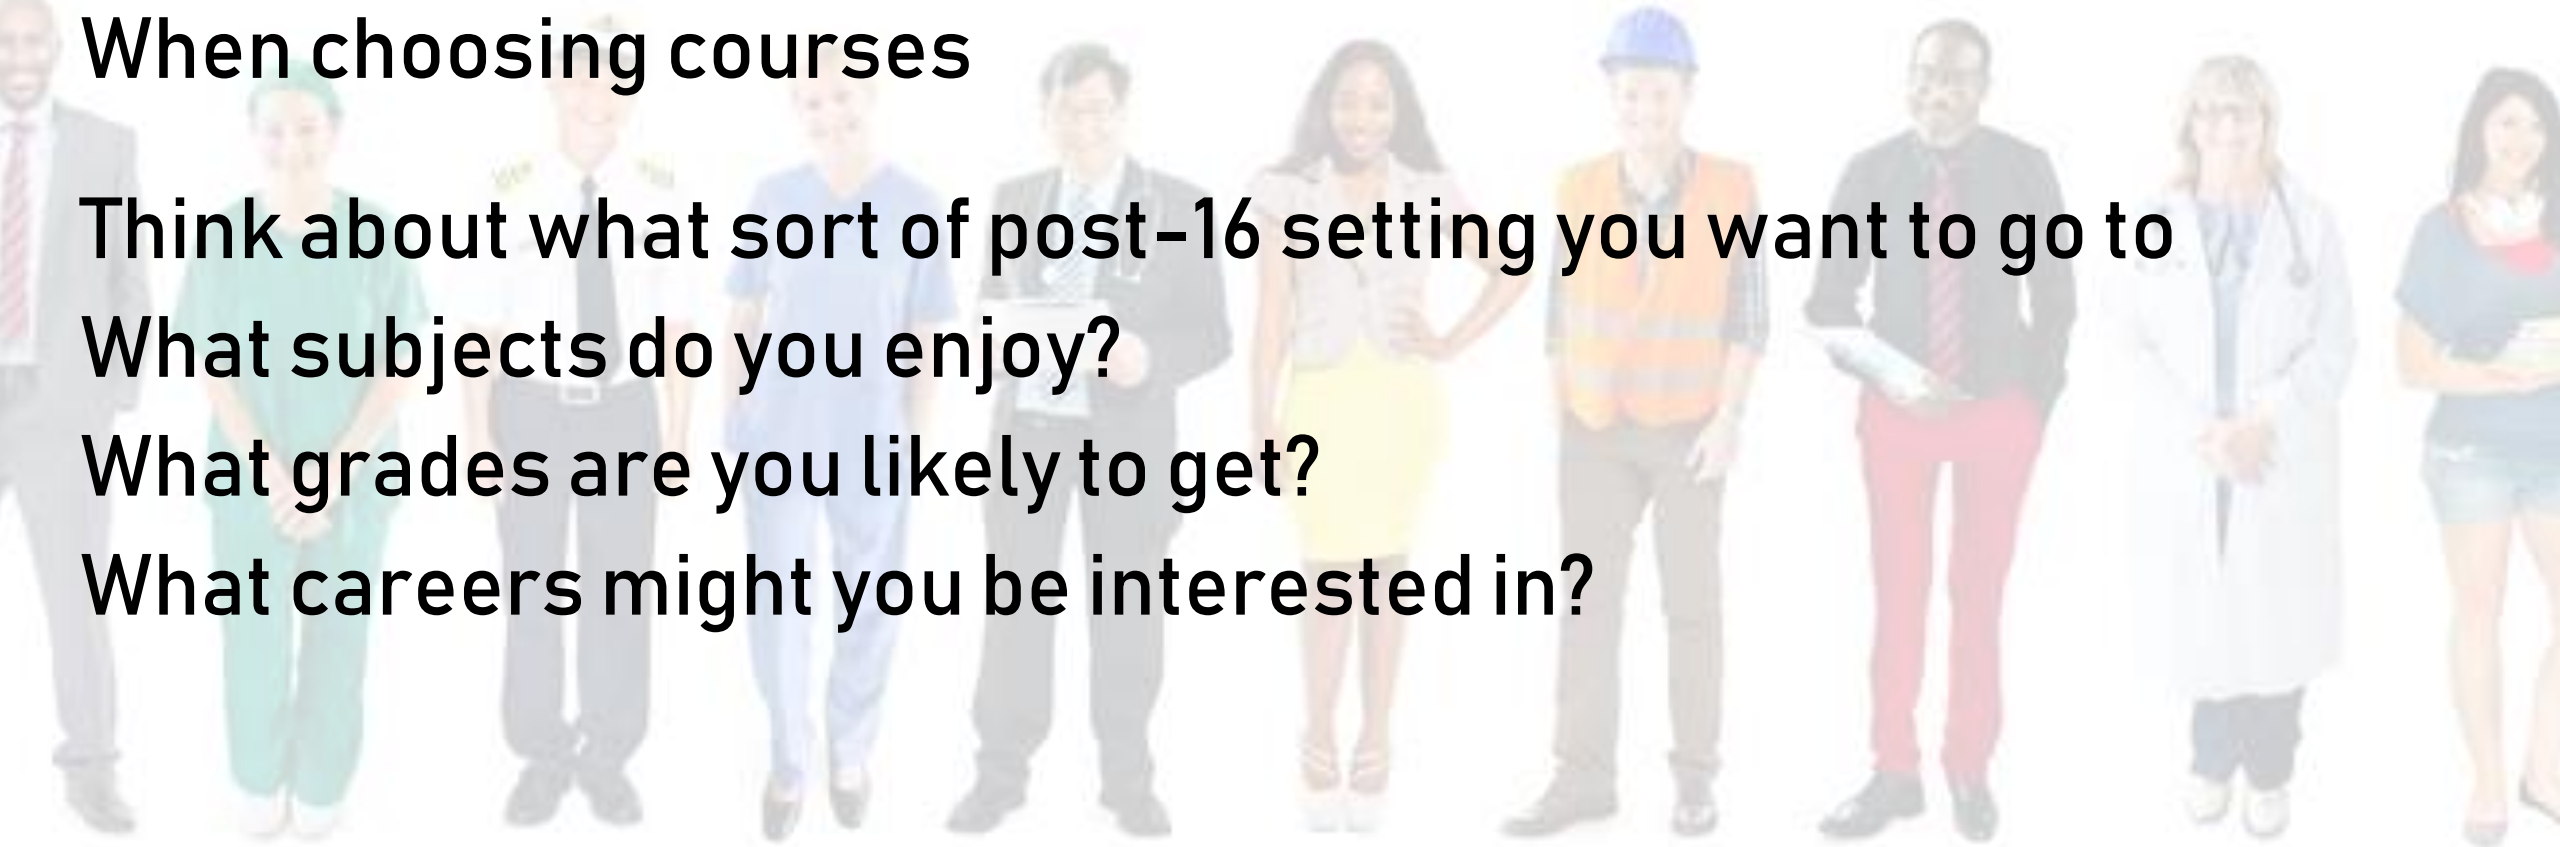 When choosing courses
Think about what sort of post-16 setting you want to go to
What subjects do you enjoy?
What grades are you likely to get?
What careers might you be interested in?